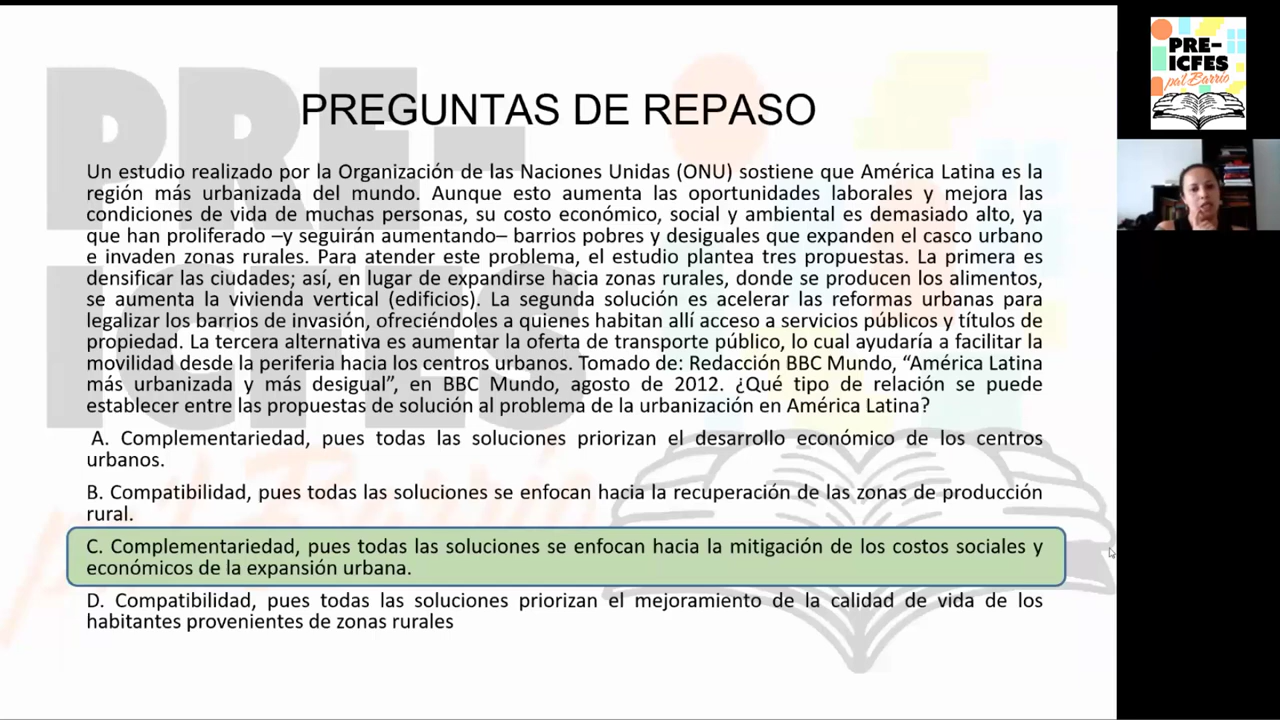 PREGUNTAS DE REPASO
Un estudio realizado por la Organización de las Naciones Unidas (ONU) sostiene que América Latina es la
región más urbanizada del mundo. Aunque esto aumenta las oportunidades laborales y mejora las
condiciones de vida de muchas personas, su costo económico, social y ambiental es demasiado alto, ya
que han proliferado –y seguirán aumentando– barrios pobres y desiguales que expanden el casco urbano
e invaden zonas rurales. Para atender este problema, el estudio plantea tres propuestas. La primera es
densificar las ciudades; así, en lugar de expandirse hacia zonas rurales, donde se producen los alimentos,
se aumenta la vivienda vertical (edificios). La segunda solución es acelerar las reformas urbanas para
legalizar los barrios de invasión, ofreciéndoles a quienes habitan allí acceso a servicios públicos y títulos de
propiedad. La tercera alternativa es aumentar la oferta de transporte público, lo cual ayudaría a facilitar la
movilidad desde la periferia hacia los centros urbanos. Tomado de: Redacción BBC Mundo, “América Latina
más urbanizada y más desigual”, en BBC Mundo, agosto de 2012. ¿Qué tipo de relación se puede
establecer entre las propuestas de solución al problema de la urbanización en América Latina?
A. Complementariedad, pues todas las soluciones priorizan el desarrollo económico de los centros
urbanos.
B. Compatibilidad, pues todas las soluciones se enfocan hacia la recuperación de las zonas de producción
rural.
C. Complementariedad, pues todas las soluciones se enfocan hacia la mitigación de los costos sociales y
económicos de la expansión urbana.
D. Compatibilidad, pues todas las soluciones priorizan el mejoramiento de la calidad de vida de los
habitantes provenientes de zonas rurales
PRE-
ICFES
pal Barrio
PRE-
ICFES
pal Barrio